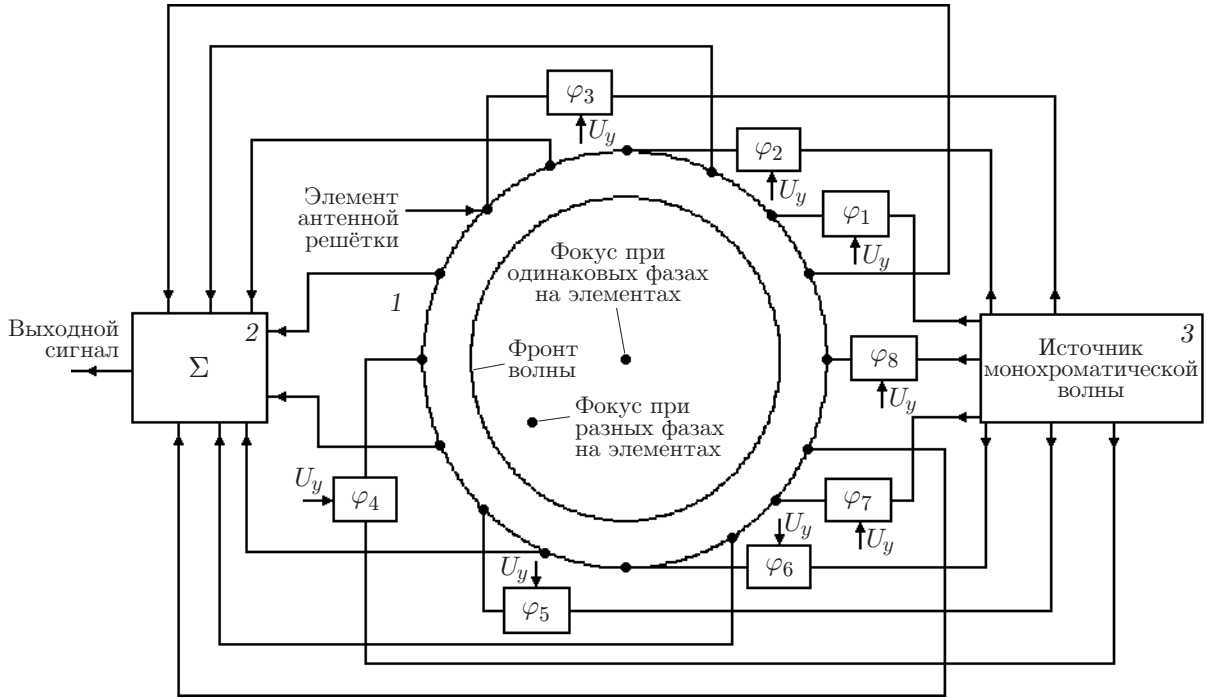 φ3
Uy
φ2
Uy
Элемент
антенной
решётки
φ1
Uy
Фокус при
одинаковых фазах
на элементах
1
Выходной
сигнал
2
Σ
Фронт
волны
φ8
Uy
3
Источник
монохроматической
волны
Фокус при
разных фазах
на элементах
Uy
φ4
φ7
Uy
Uy
φ6
Uy
φ5